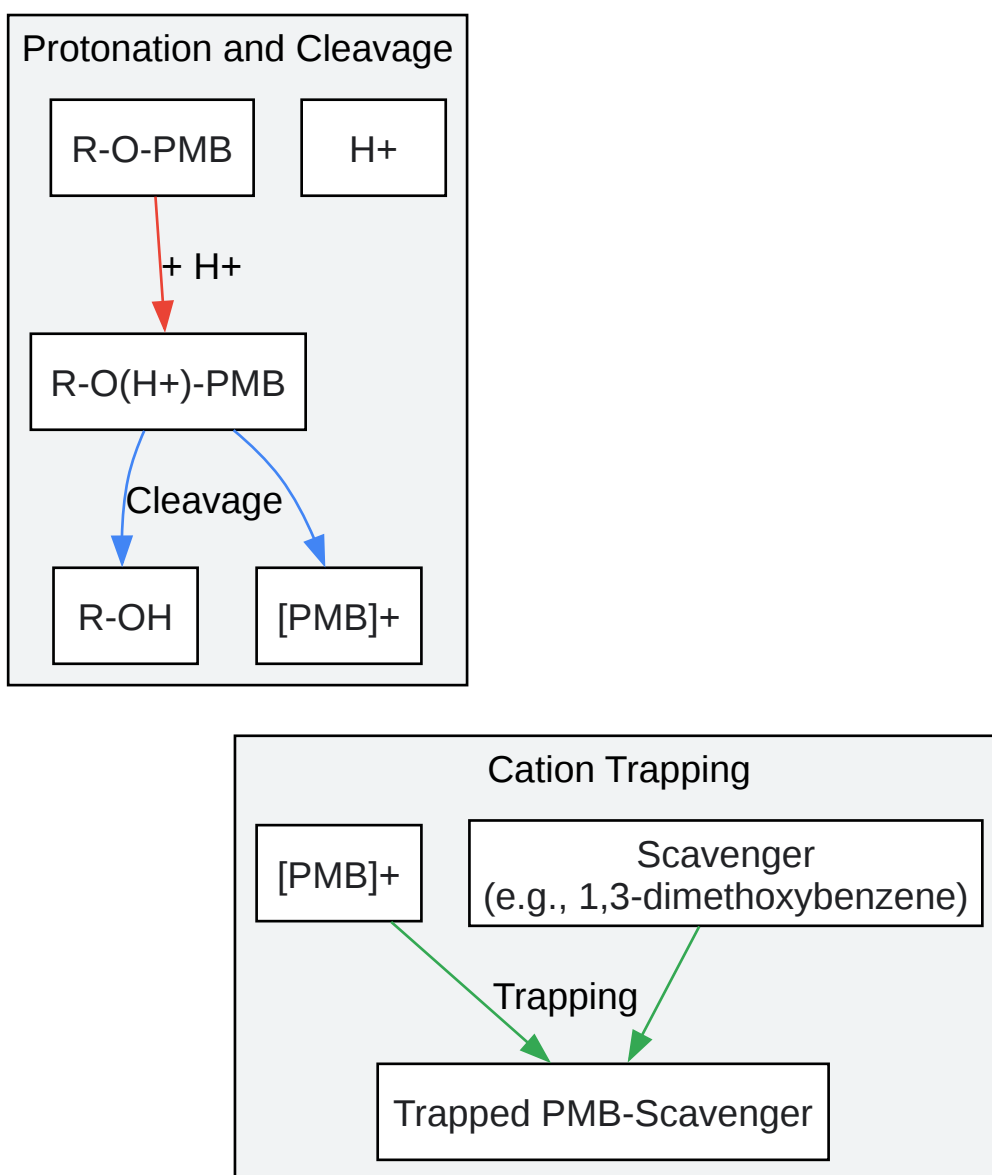 Protonation and Cleavage
R-O-PMB
H+
+ H+
R-O(H+)-PMB
Cleavage
R-OH
[PMB]+
Cation Trapping
[PMB]+
Scavenger
(e.g., 1,3-dimethoxybenzene)
Trapping
Trapped PMB-Scavenger